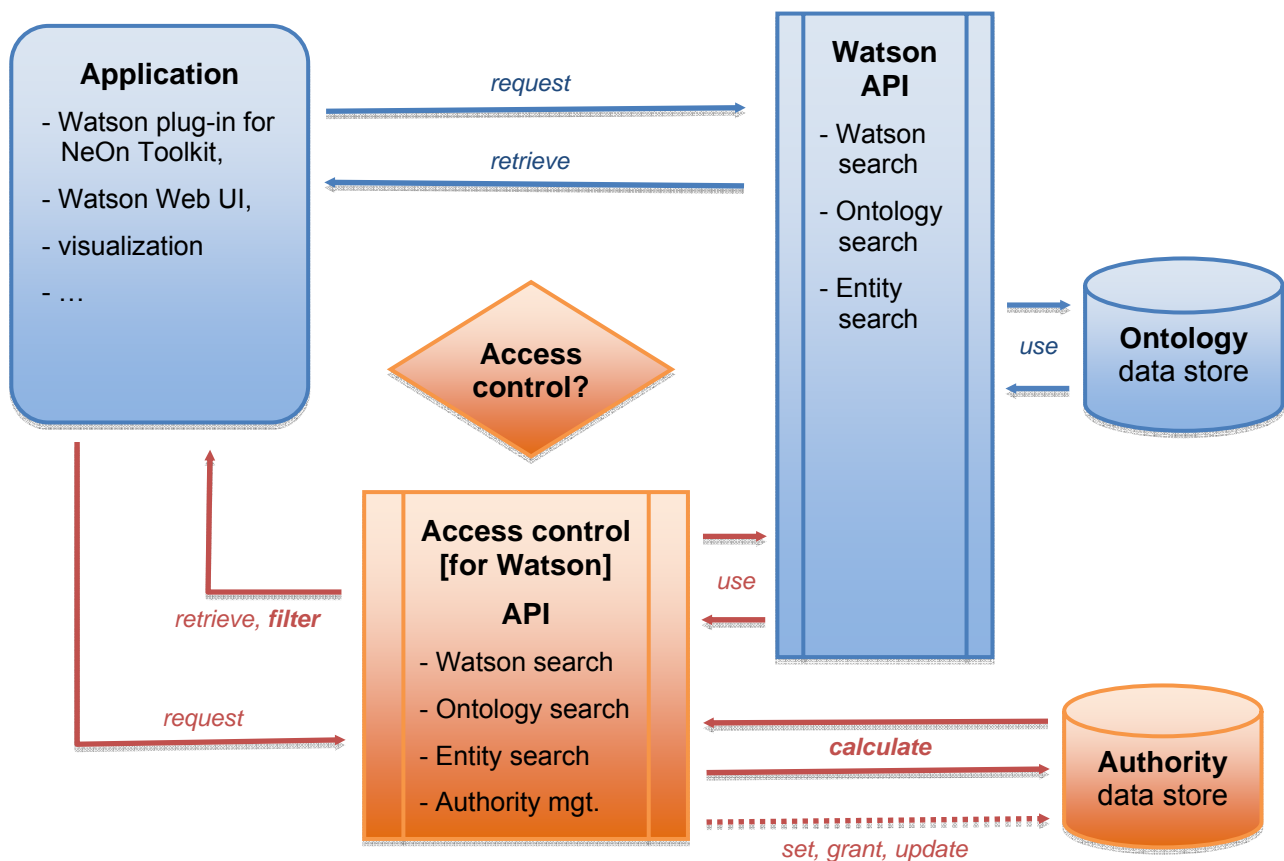 Application
- Watson plug-in for
NeOn Toolkit,
- Watson Web UI,
- visualization
- …
request
retrieve
Watson
API
- Watson
search
- Ontology
search
- Entity
search
use
Ontology
data store
Access
control?
Access control
[for Watson]
API
- Watson search
- Ontology search
- Entity search
- Authority mgt.
retrieve, filter
request
use
calculate
set, grant, update
Authority
data store